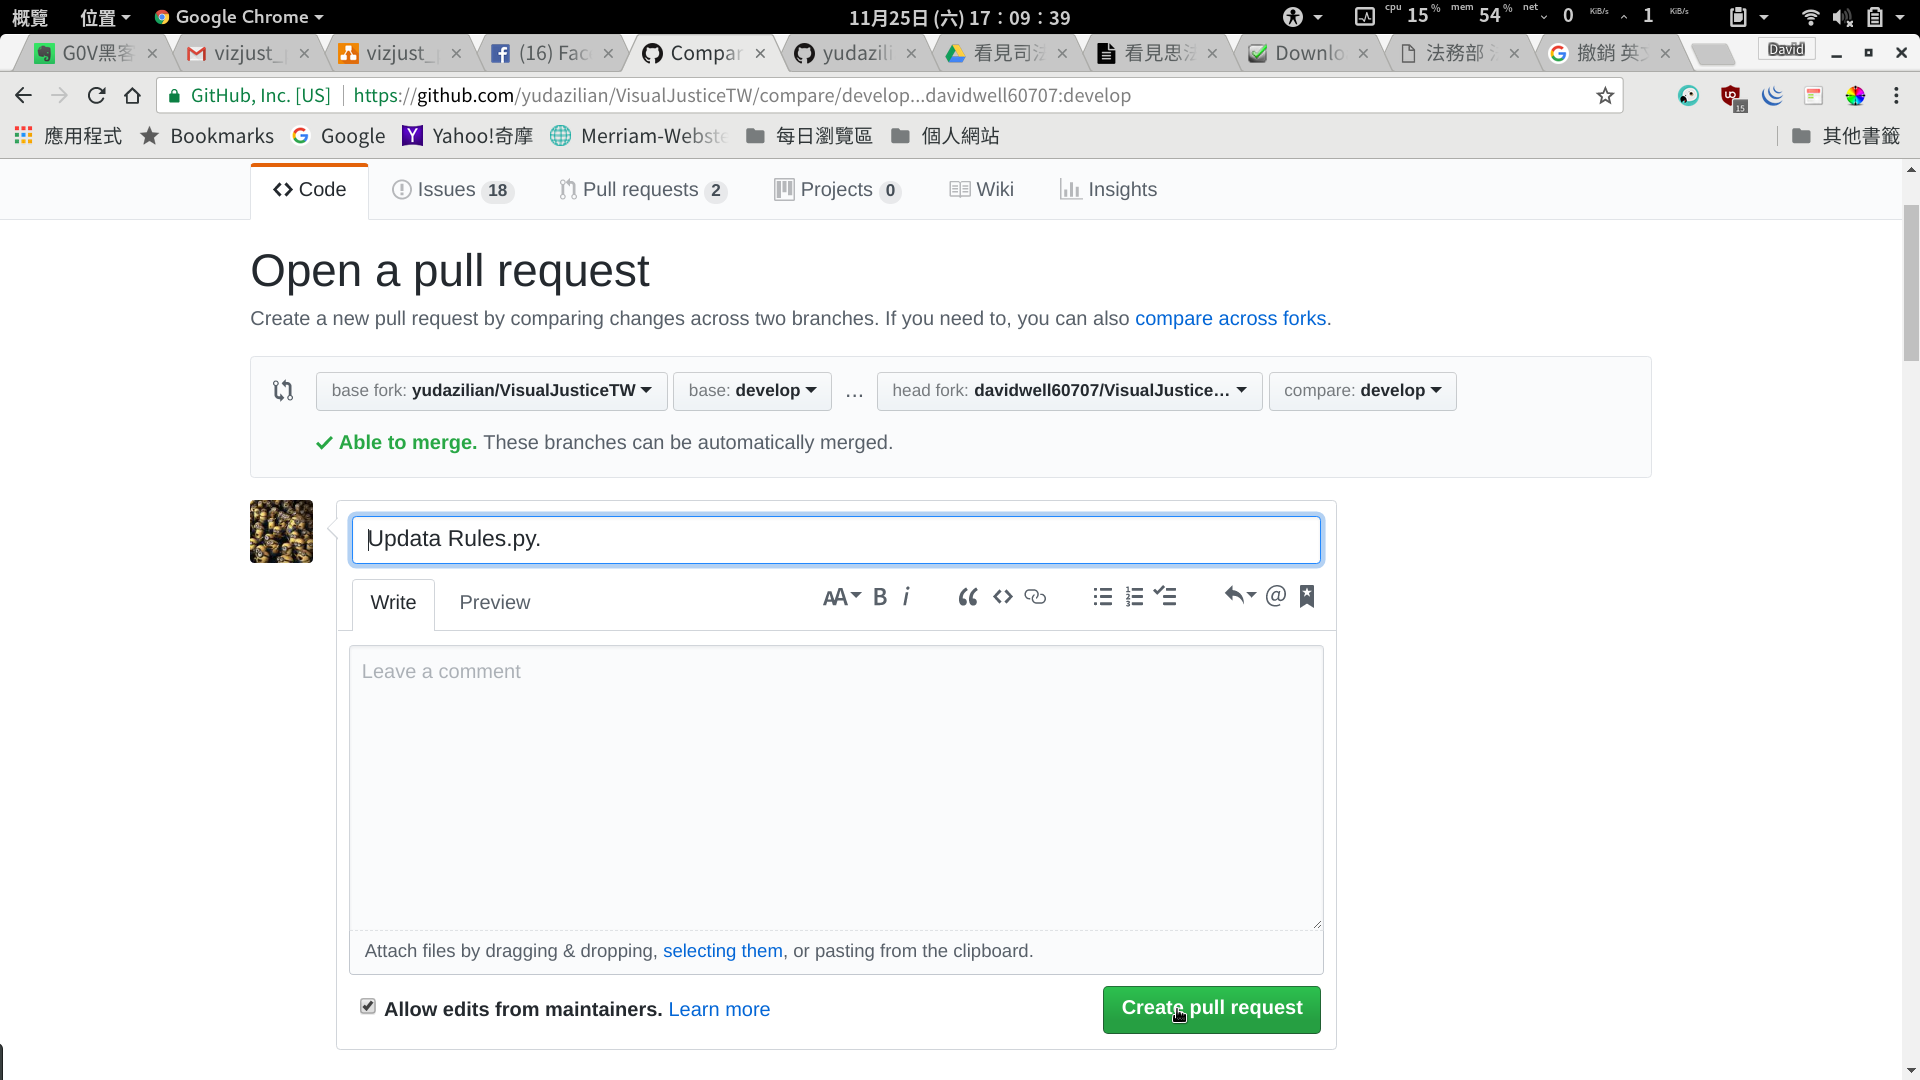 概覽 位置 Google Chrome 11月25日 (六) 17：09：39 cpu 15 % mem 54 % net 0 KiB/s 1 KiB/s
G0V黑客 vizjust_ vizjust_ (16) Fac Compar yudazili 看見司法 看見思法 Downlo 法務部 撤銷 英文 David
GitHub, Inc. [US] https://github.com/yudazilian/VisualJusticeTW/compare/develop...davidwell60707:develop 15
應用程式 Bookmarks Google Yahoo!奇摩 Merriam-Webste 每日瀏覽區 個人網站 其他書籤
Code Issues 18 Pull requests 2 Projects 0 Wiki Insights
Open a pull request
Create a new pull request by comparing changes across two branches. If you need to, you can also compare across forks.
base fork: yudazilian/VisualJusticeTW base: develop ... head fork: davidwell60707/VisualJustice… compare: develop
Able to merge. These branches can be automatically merged.
Updata Rules.py.
Write Preview AA B i @
Leave a comment
Attach files by dragging & dropping, selecting them, or pasting from the clipboard.
Allow edits from maintainers. Learn more Create pull request